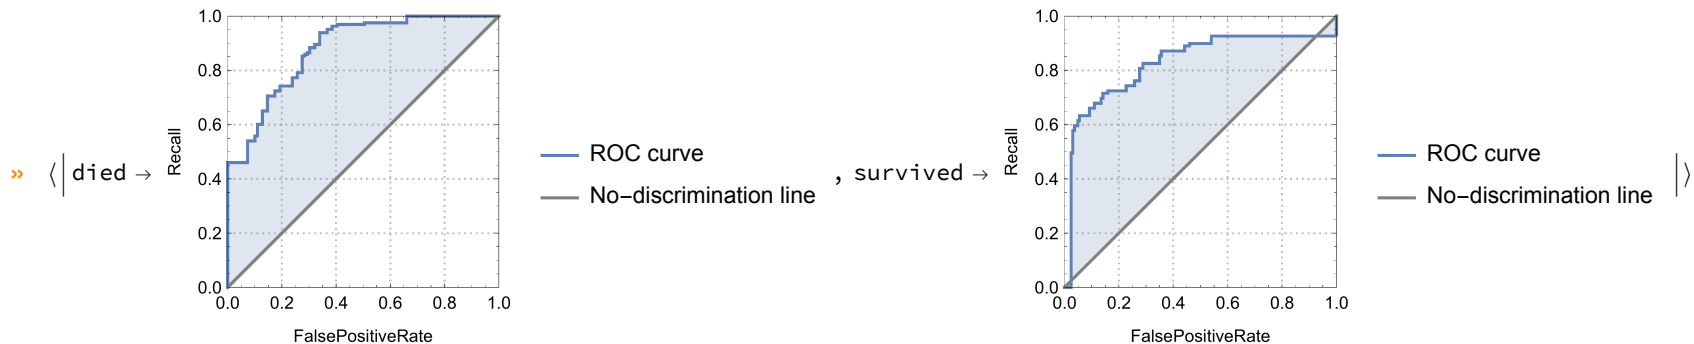 » ⟨| died →
Recall
1.0
0.8
0.6
0.4
0.2
0.0
0.0 0.2 0.4 0.6 0.8 1.0
FalsePositiveRate
ROC curve
No-discrimination line
, survived →
Recall
1.0
0.8
0.6
0.4
0.2
0.0
0.0 0.2 0.4 0.6 0.8 1.0
FalsePositiveRate
ROC curve
No-discrimination line
|⟩